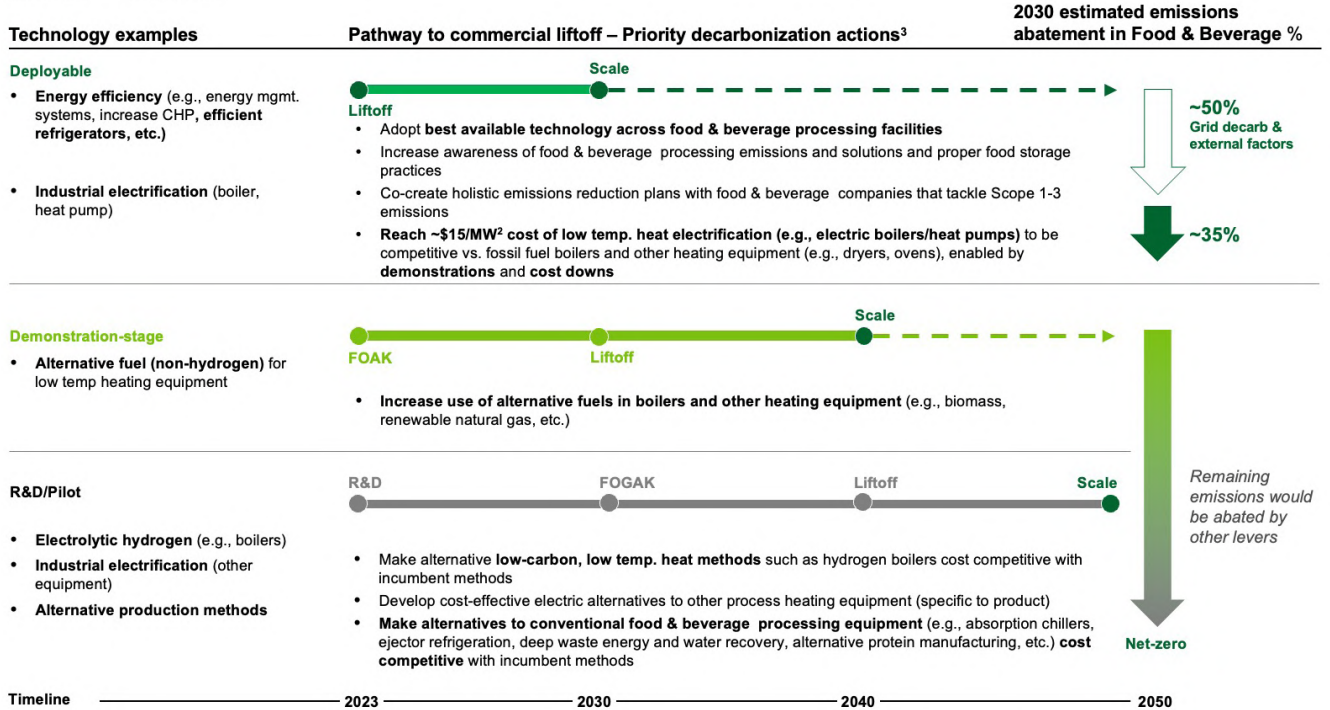 Technology examples
Pathway to commercial liftoff – Priority decarbonization actions³
2030 estimated emissions
abatement in Food & Beverage %
Deployable
• Energy efficiency (e.g., energy mgmt.
systems, increase CHP, efficient
refrigerators, etc.)
• Industrial electrification (boiler,
heat pump)
Scale
Liftoff
• Adopt best available technology across food & beverage processing facilities
• Increase awareness of food & beverage processing emissions and solutions and proper food storage
practices
• Co-create holistic emissions reduction plans with food & beverage companies that tackle Scope 1-3
emissions
• Reach ~$15/MW² cost of low temp. heat electrification (e.g., electric boilers/heat pumps) to be
competitive vs. fossil fuel boilers and other heating equipment (e.g., dryers, ovens), enabled by
demonstrations and cost downs
~50%
Grid decarb &
external factors
~35%
Demonstration-stage
• Alternative fuel (non-hydrogen) for
low temp heating equipment
Scale
FOAK
Liftoff
• Increase use of alternative fuels in boilers and other heating equipment (e.g., biomass,
renewable natural gas, etc.)
R&D/Pilot
• Electrolytic hydrogen (e.g., boilers)
• Industrial electrification (other
equipment)
• Alternative production methods
R&D
FOGAK
Liftoff
Scale
• Make alternative low-carbon, low temp. heat methods such as hydrogen boilers cost competitive with
incumbent methods
• Develop cost-effective electric alternatives to other process heating equipment (specific to product)
• Make alternatives to conventional food & beverage processing equipment (e.g., absorption chillers,
ejector refrigeration, deep waste energy and water recovery, alternative protein manufacturing, etc.) cost
competitive with incumbent methods
Remaining
emissions would
be abated by
other levers
Net-zero
Timeline
2023
2030
2040
2050